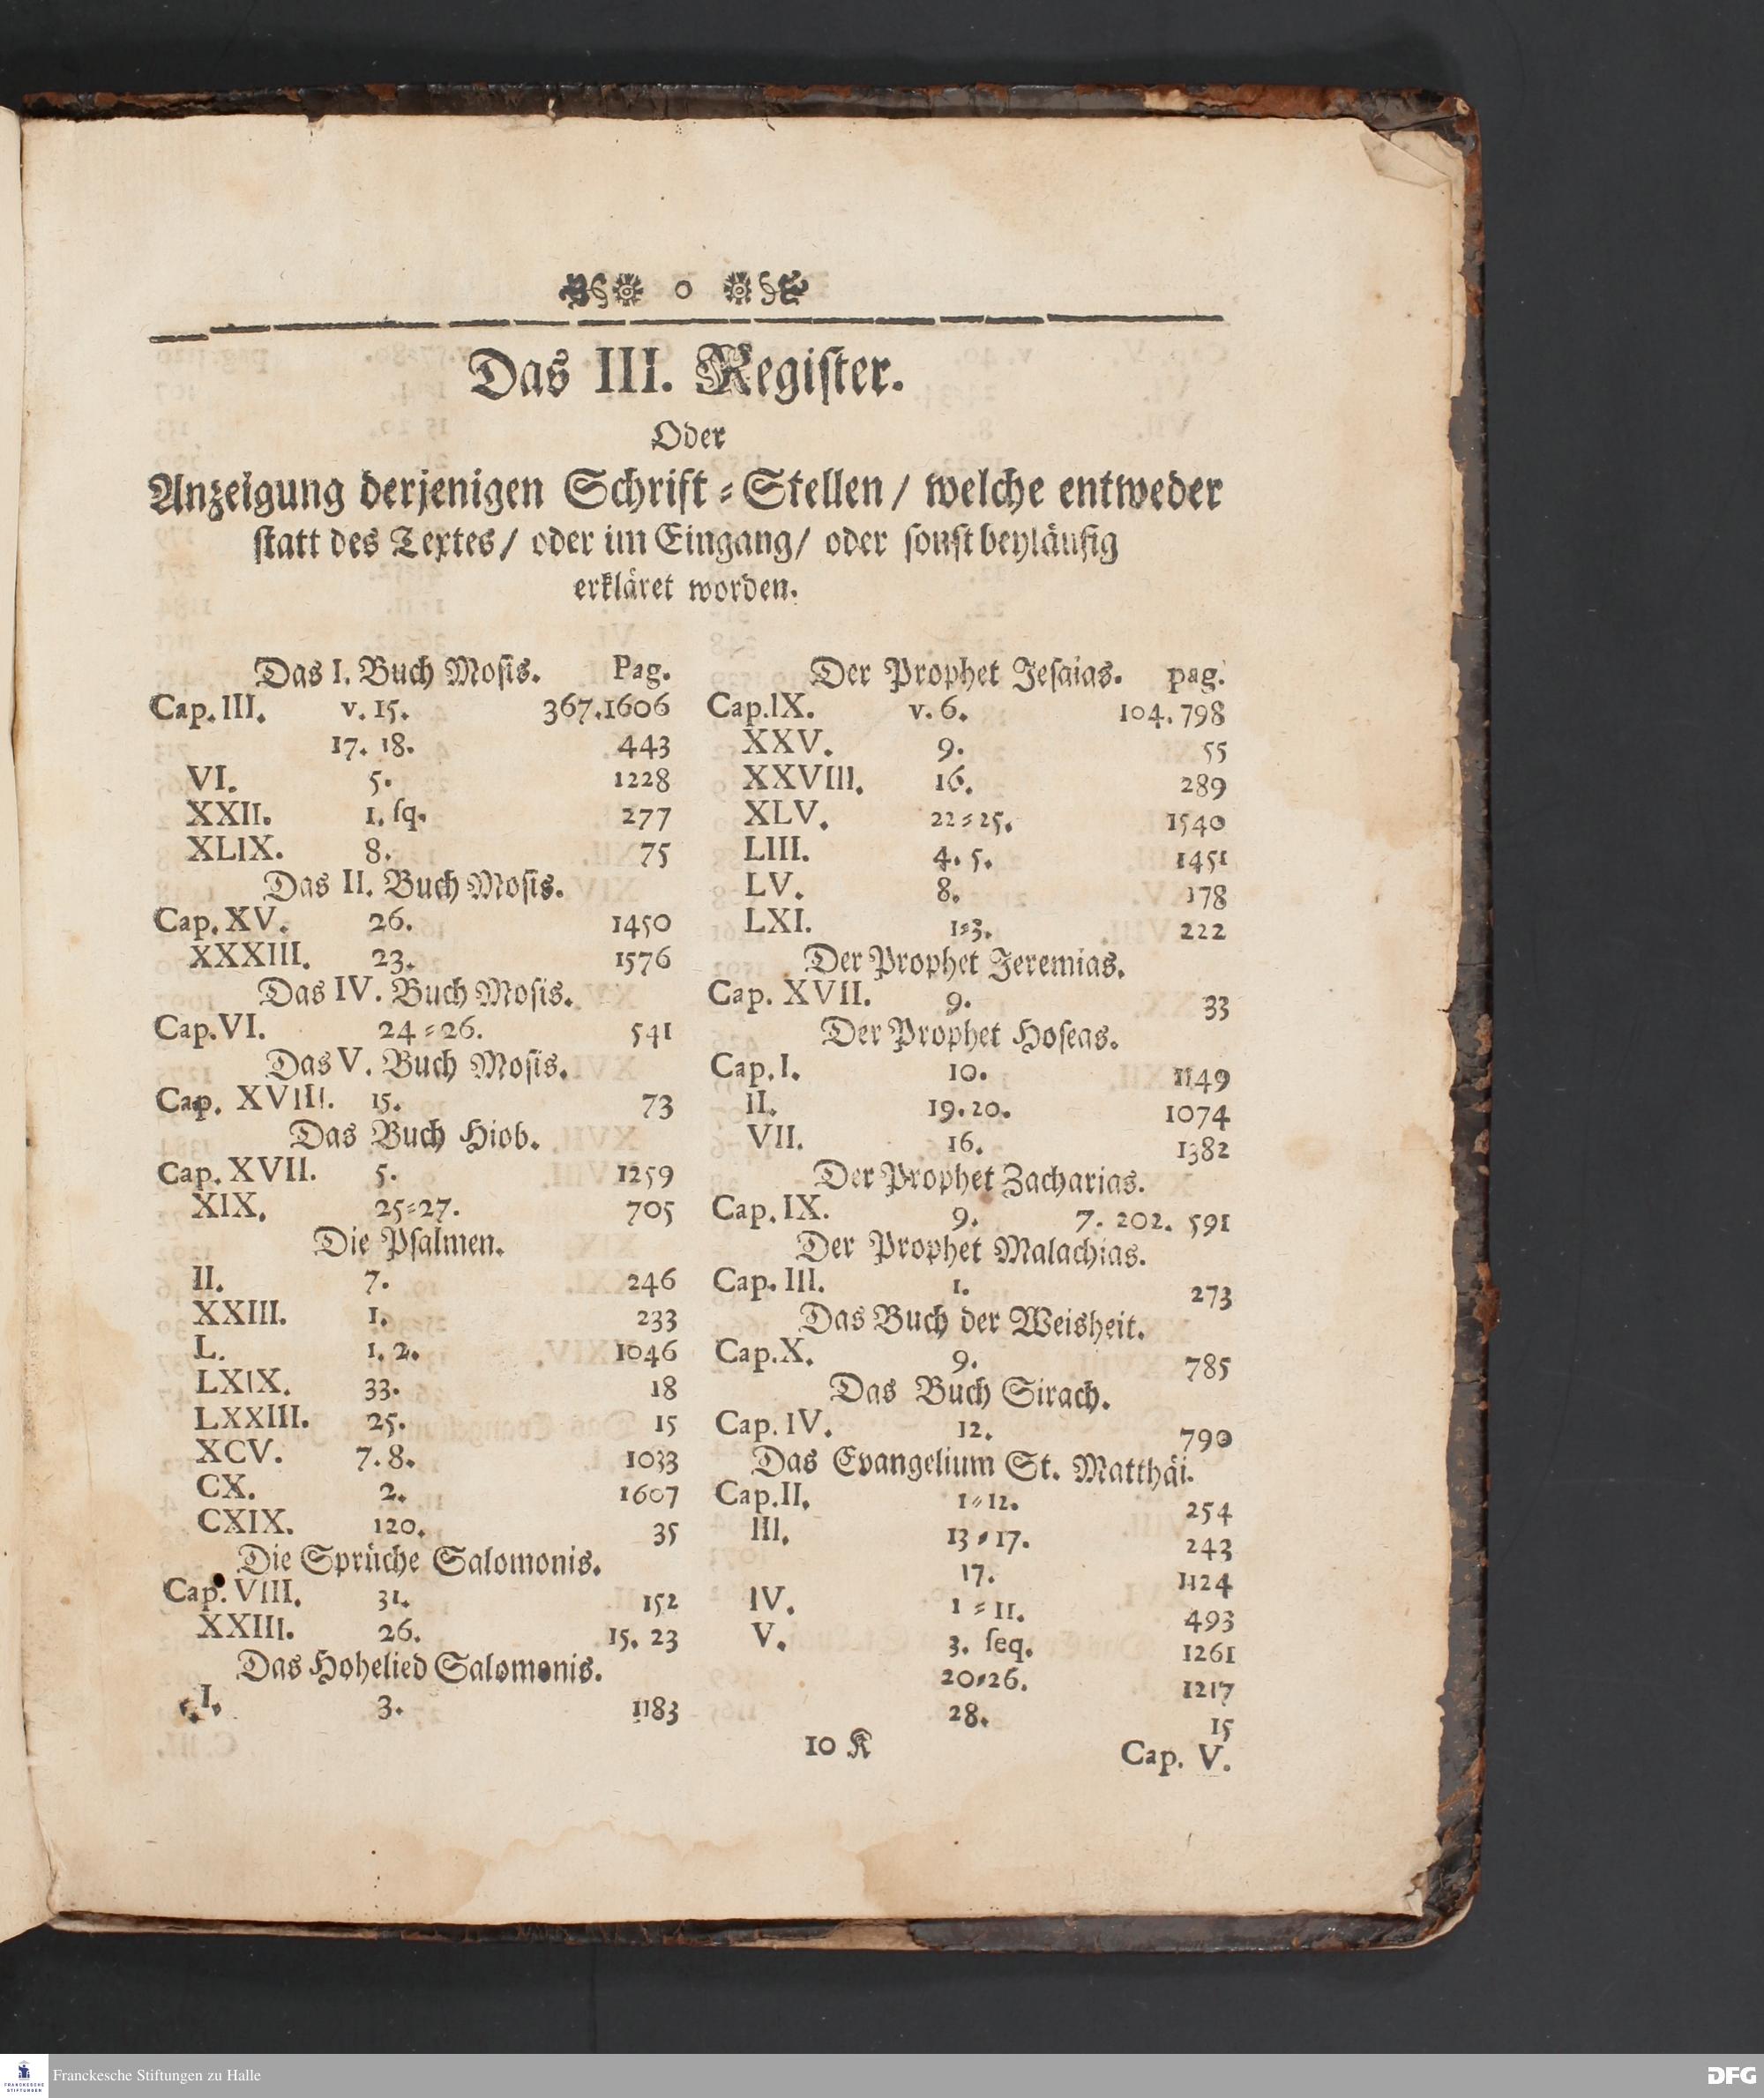 o
Das III. Register.
Oder
Anzeigung derjenigen Schrift⸗Stellen/ welche entweder
ſtatt des Textes/ oder im Eingang/ oder ſonſt beyläufig
erkläret worden.
Das I. Buch Moſis. Pag.
Cap. III. v. 15. 367.1606
17. 18. 443
VI. 5. 1228
XXII. 1. ſq. 277
XLIX. 8. 75
Das II. Buch Moſis.
Cap. XV. 26. 1450
XXXIII. 23. 1576
Das IV. Buch Moſis.
Cap. VI. 24⸗26. 541
Das V. Buch Moſis.
Cap. XVIII. 15. 73
Das Buch Hiob.
Cap. XVII. 5. 1259
XIX. 25⸗27. 705
Die Pſalmen.
II. 7. 246
XXIII. 1. 233
L. 1. 2. 1046
LXIX. 33. 18
LXXIII. 25. 15
XCV. 7. 8. 1033
CX. 2. 1607
CXIX. 120. 35
Die Sprüche Salomonis.
Cap. VIII. 31. 152
XXIII. 26. 15. 23
Das Hohelied Salomonis.
I. 3. 1183
Der Prophet Jeſaias. pag.
Cap. IX. v. 6. 104. 798
XXV. 9. 55
XXVIII. 16. 289
XLV. 22⸗25. 1540
LIII. 4. 5. 1451
LV. 8. 178
LXI. 1⸗3. 222
Der Prophet Jeremias.
Cap. XVII. 9. 33
Der Prophet Hoſeas.
Cap. I. 10. 1149
II. 19. 20. 1074
VII. 16. 1382
Der Prophet Zacharias.
Cap. IX. 9. 7. 202. 591
Der Prophet Malachias.
Cap. III. 1. 273
Das Buch der Weisheit.
Cap. X. 9. 785
Das Buch Sirach.
Cap. IV. 12. 790
Das Evangelium St. Matthäi.
Cap. II. 1⸗12. 254
III. 13⸗17. 243
17. 1124
IV. 1⸗11. 493
V. 3. ſeq. 1261
20⸗26. 1217
28. 15
10 K Cap. V.
FRANCKESCHE STIFTUNGEN
Franckesche Stiftungen zu Halle
DFG